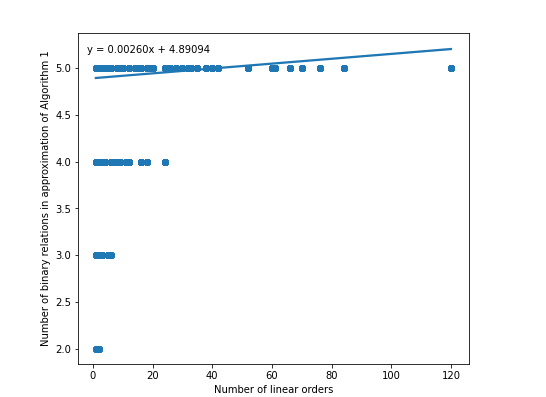 y = 0.00260x + 4.89094
Number of binary relations in approximation of Algorithm 1
5.0
4.5
4.0
3.5
3.0
2.5
2.0
0 20 40 60 80 100 120
Number of linear orders